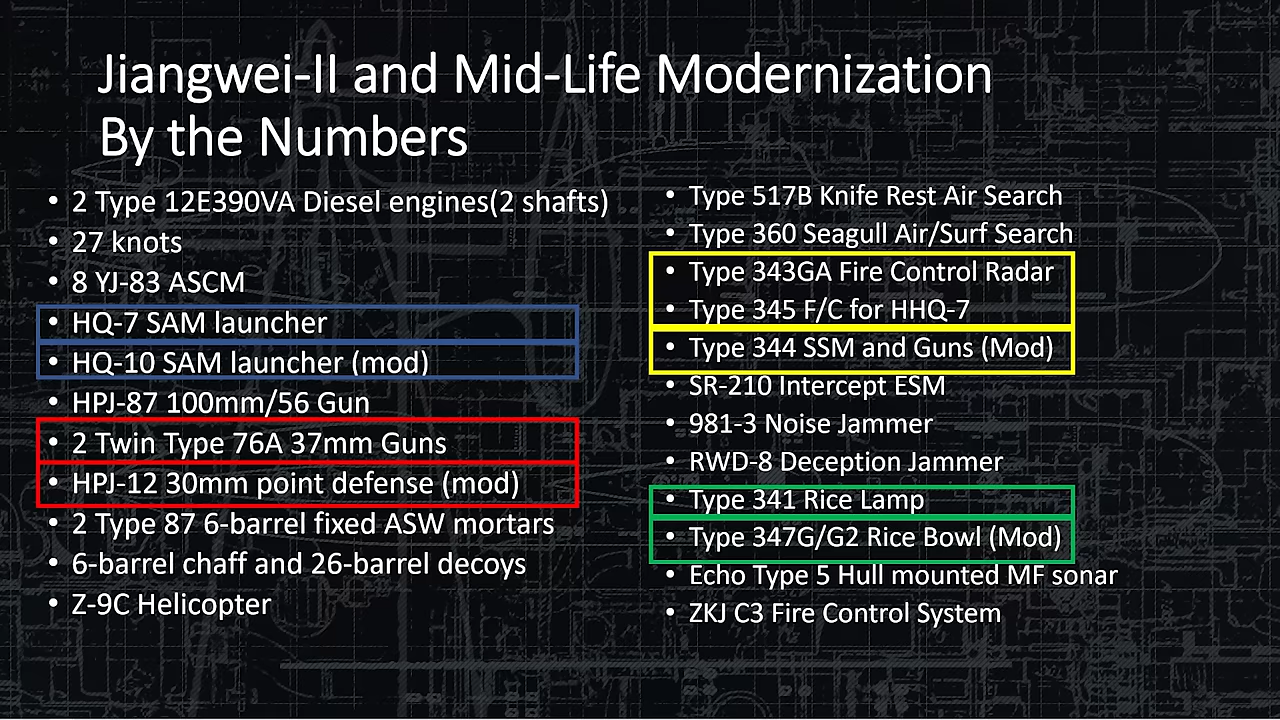 Jiangwei-II and Mid-Life Modernization
By the Numbers
• 2 Type 12E390VA Diesel engines(2 shafts)
• 27 knots
• 8 YJ-83 ASCM
• HQ-7 SAM launcher
• HQ-10 SAM launcher (mod)
• HPJ-87 100mm/56 Gun
• 2 Twin Type 76A 37mm Guns
• HPJ-12 30mm point defense (mod)
• 2 Type 87 6-barrel fixed ASW mortars
• 6-barrel chaff and 26-barrel decoys
• Z-9C Helicopter
• Type 517B Knife Rest Air Search
• Type 360 Seagull Air/Surf Search
• Type 343GA Fire Control Radar
• Type 345 F/C for HHQ-7
• Type 344 SSM and Guns (Mod)
• SR-210 Intercept ESM
• 981-3 Noise Jammer
• RWD-8 Deception Jammer
• Type 341 Rice Lamp
• Type 347G/G2 Rice Bowl (Mod)
• Echo Type 5 Hull mounted MF sonar
• ZKJ C3 Fire Control System